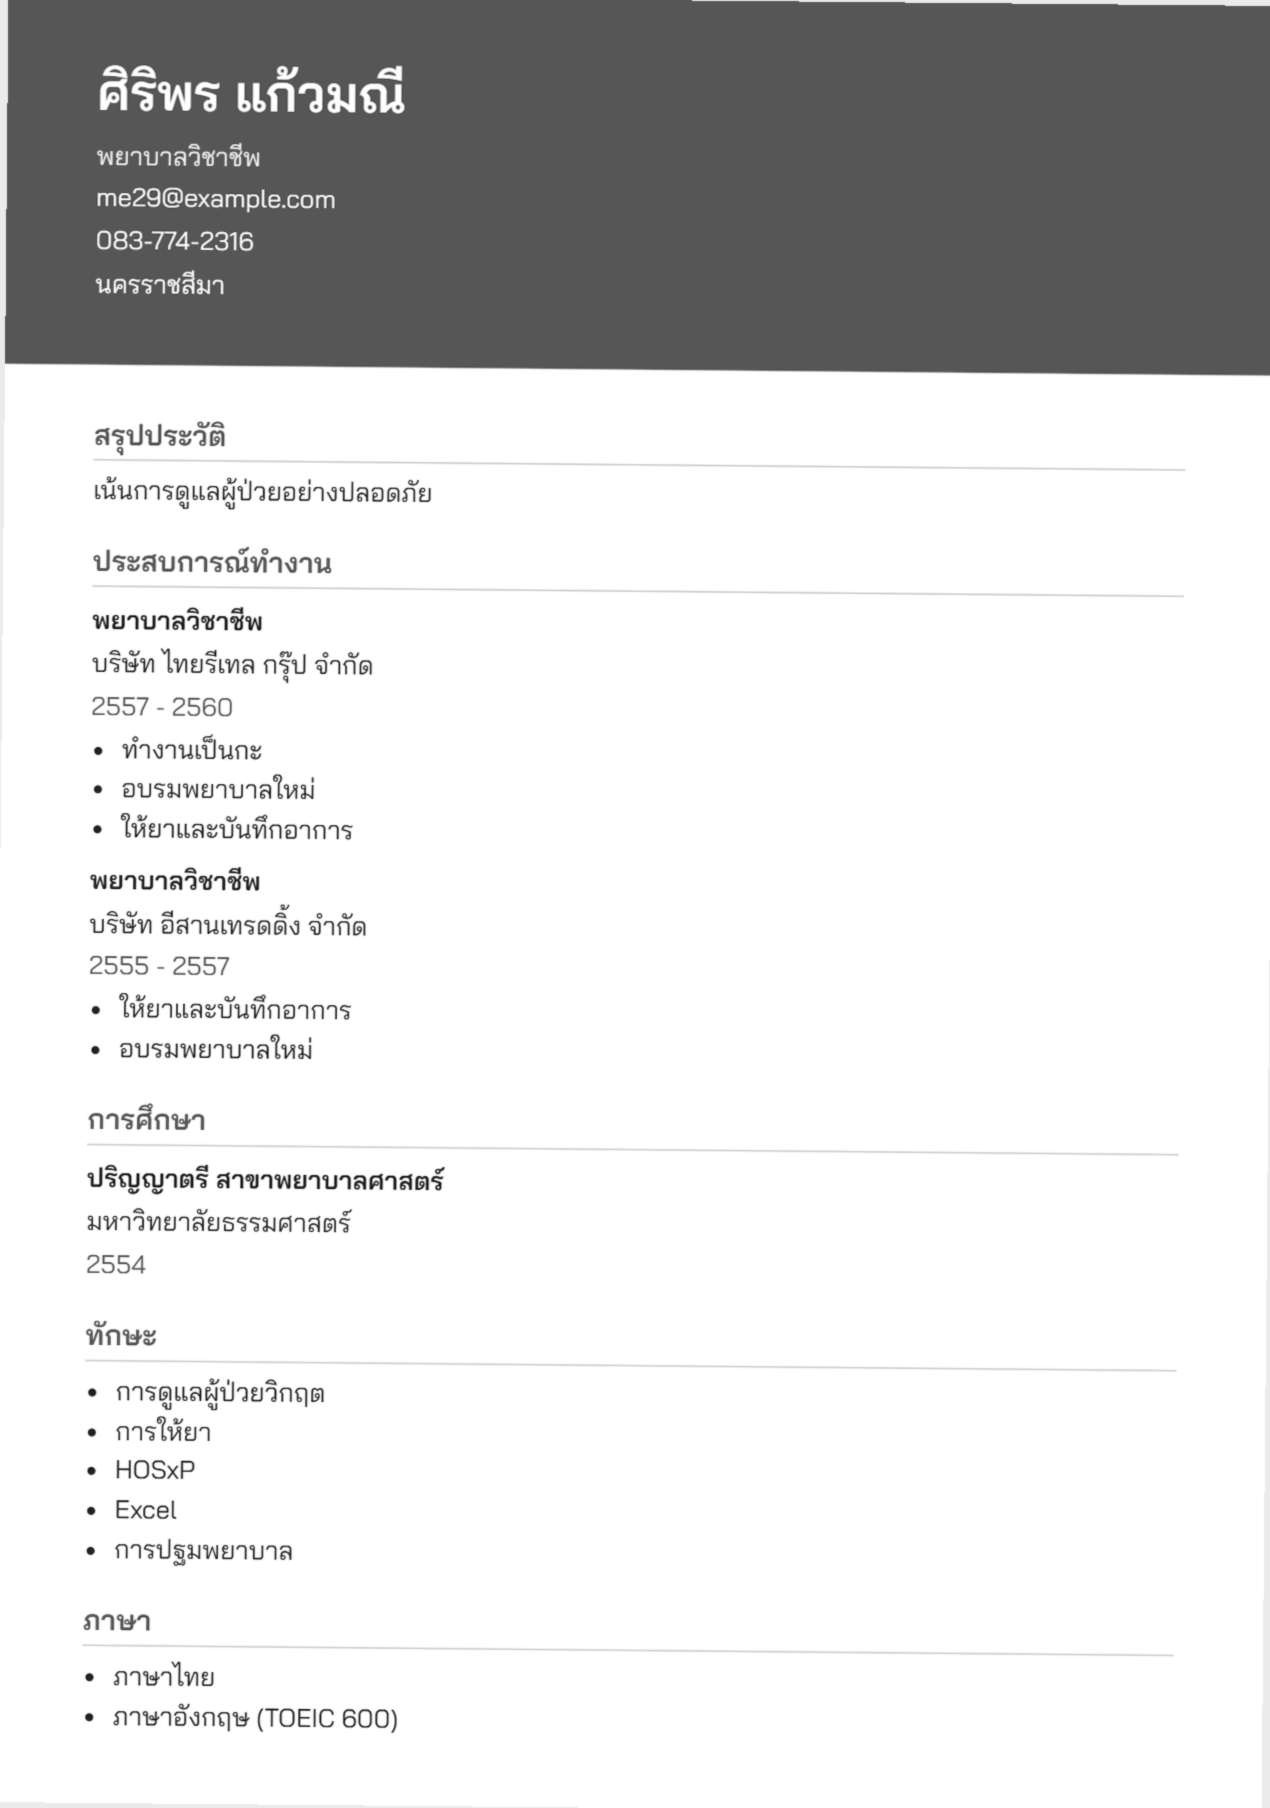 ศิริพร แก้วมณี
พยาบาลวิชาชีพ
me29@example.com
083-774-2316
นครราชสีมา
สรุปประวัติ
เน้นการดูแลผู้ป่วยอย่างปลอดภัย
ประสบการณ์ทำงาน
พยาบาลวิชาชีพ
บริษัท ไทยรีเทล กรุ๊ป จำกัด
2557 - 2560
• ทำงานเป็นกะ
• อบรมพยาบาลใหม่
• ให้ยาและบันทึกอาการ
พยาบาลวิชาชีพ
บริษัท อีสานเทรดดิ้ง จำกัด
2555 - 2557
• ให้ยาและบันทึกอาการ
• อบรมพยาบาลใหม่
การศึกษา
ปริญญาตรี สาขาพยาบาลศาสตร์
มหาวิทยาลัยธรรมศาสตร์
2554
ทักษะ
• การดูแลผู้ป่วยวิกฤต
• การให้ยา
• HOSxP
• Excel
• การปฐมพยาบาล
ภาษา
• ภาษาไทย
• ภาษาอังกฤษ (TOEIC 600)